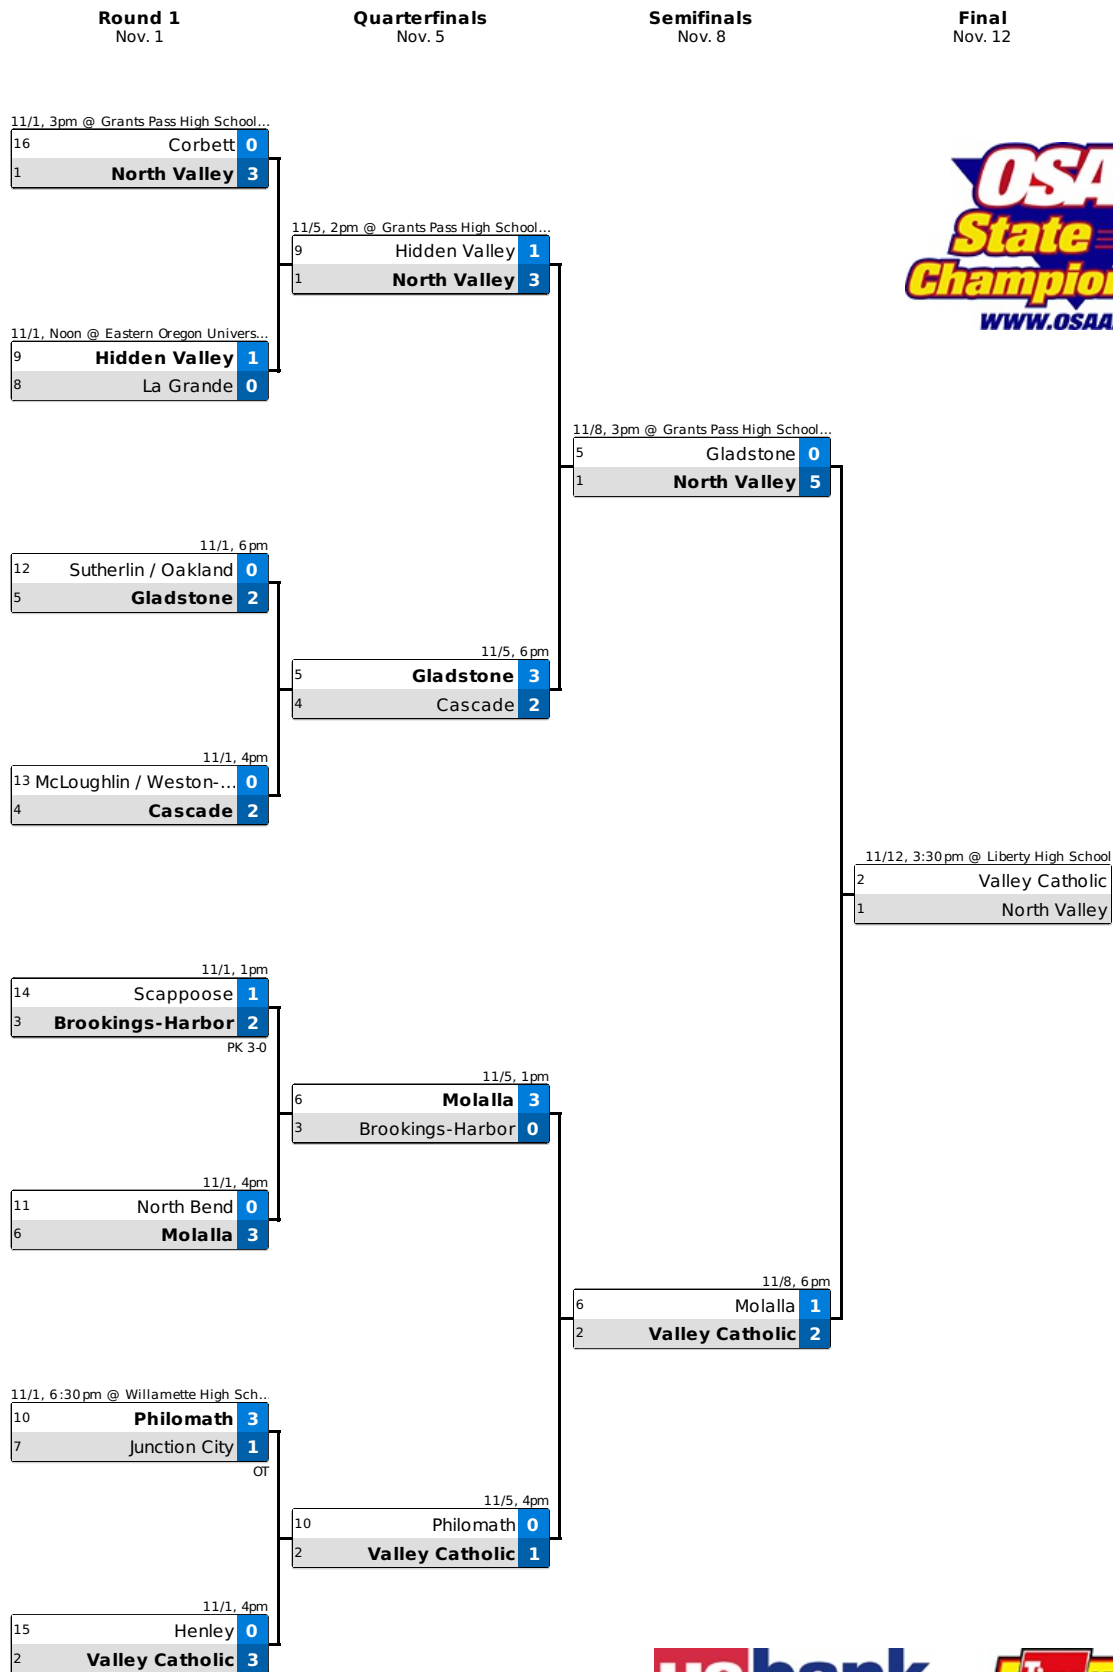 Round 1
Nov. 1
Quarterfinals
Nov. 5
Semifinals
Nov. 8
Final
Nov. 12
11/1, 3pm @ Grants Pass High School...
16 Corbett 0
1 North Valley 3
11/5, 2pm @ Grants Pass High School...
9 Hidden Valley 1
1 North Valley 3
OSA
State
Champio
WWW.OSAA
11/1, Noon @ Eastern Oregon Univers...
9 Hidden Valley 1
8 La Grande 0
11/8, 3pm @ Grants Pass High School...
5 Gladstone 0
1 North Valley 5
11/1, 6pm
12 Sutherlin / Oakland 0
5 Gladstone 2
11/5, 6pm
5 Gladstone 3
4 Cascade 2
11/1, 4pm
13 McLoughlin / Weston-... 0
4 Cascade 2
11/12, 3:30pm @ Liberty High School
2 Valley Catholic
1 North Valley
11/1, 1pm
14 Scappoose 1
3 Brookings-Harbor 2
PK 3-0
11/5, 1pm
6 Molalla 3
3 Brookings-Harbor 0
11/1, 4pm
11 North Bend 0
6 Molalla 3
11/8, 6pm
6 Molalla 1
2 Valley Catholic 2
11/1, 6:30pm @ Willamette High Sch...
10 Philomath 3
7 Junction City 1
OT
11/5, 4pm
10 Philomath 0
2 Valley Catholic 1
11/1, 4pm
15 Henley 0
2 Valley Catholic 3
bank